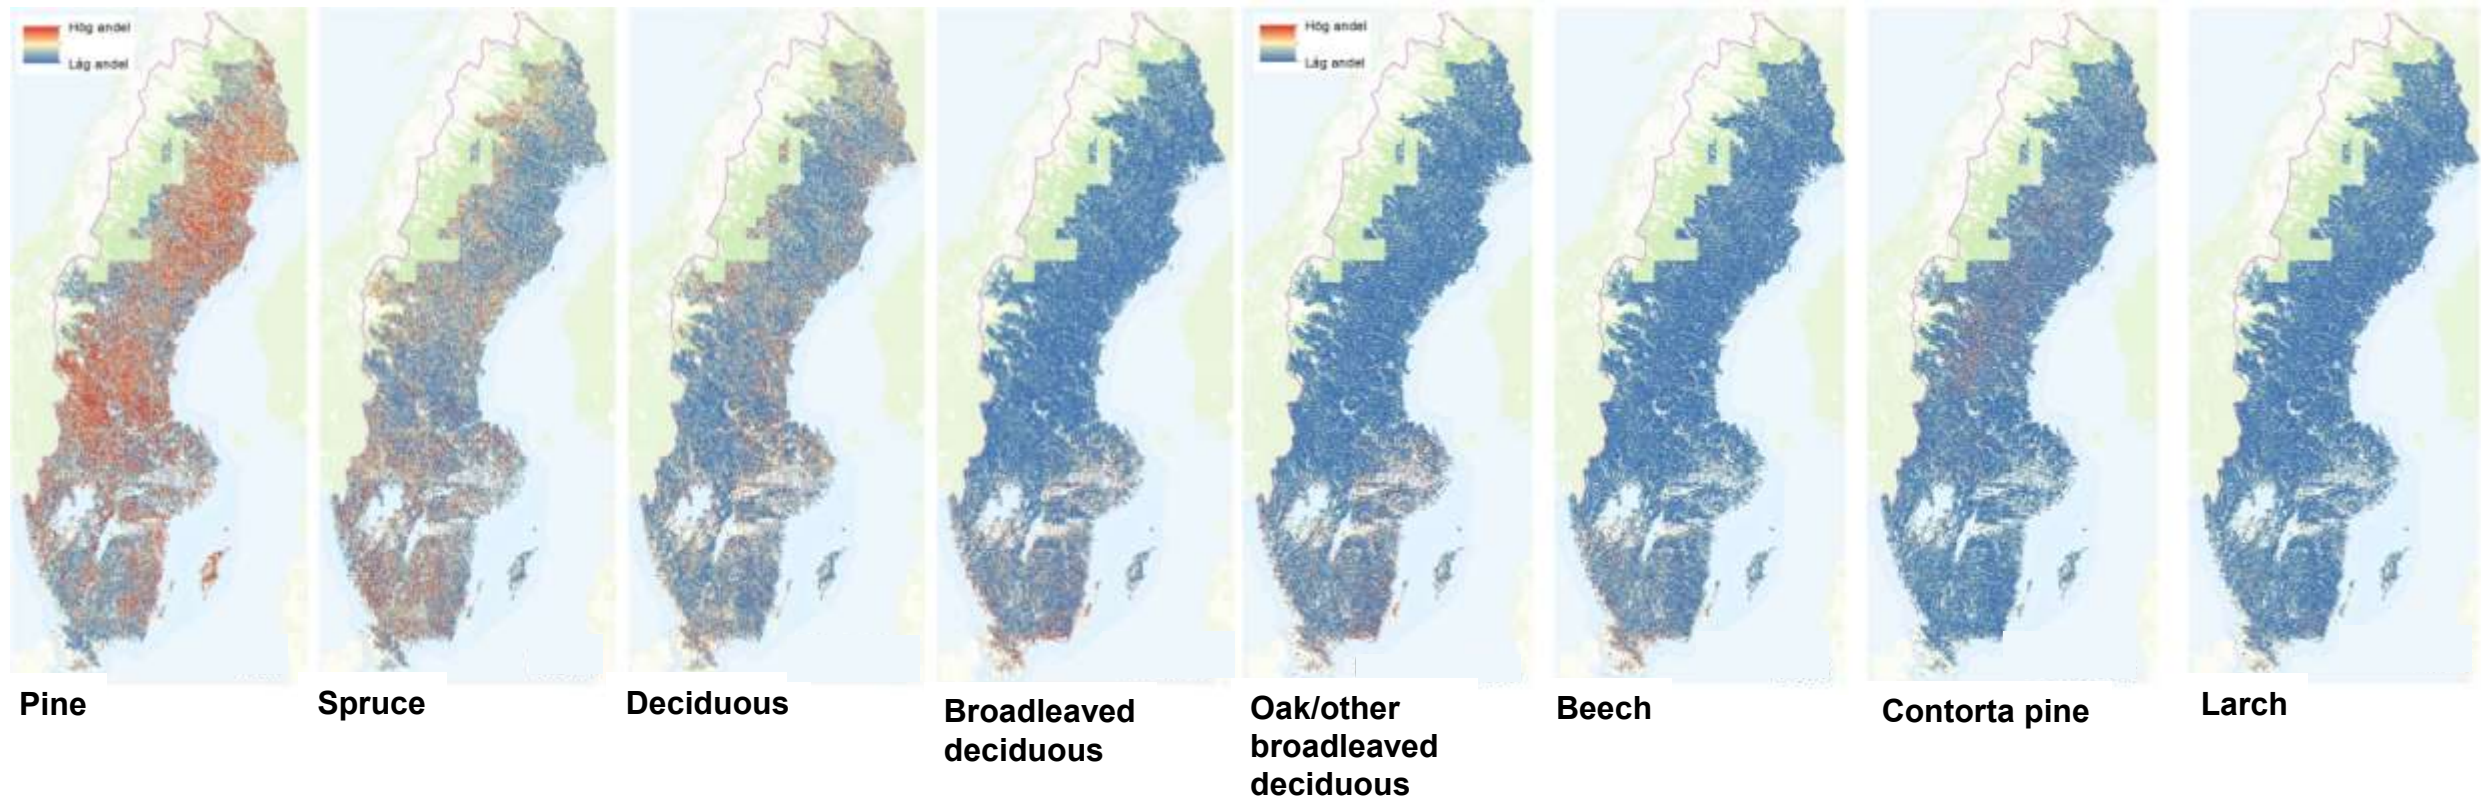 Hög andel
Låg andel
Hög andel
Låg andel
Pine
Spruce
Deciduous
Broadleaved
deciduous
Oak/other
broadleaved
deciduous
Beech
Contorta pine
Larch